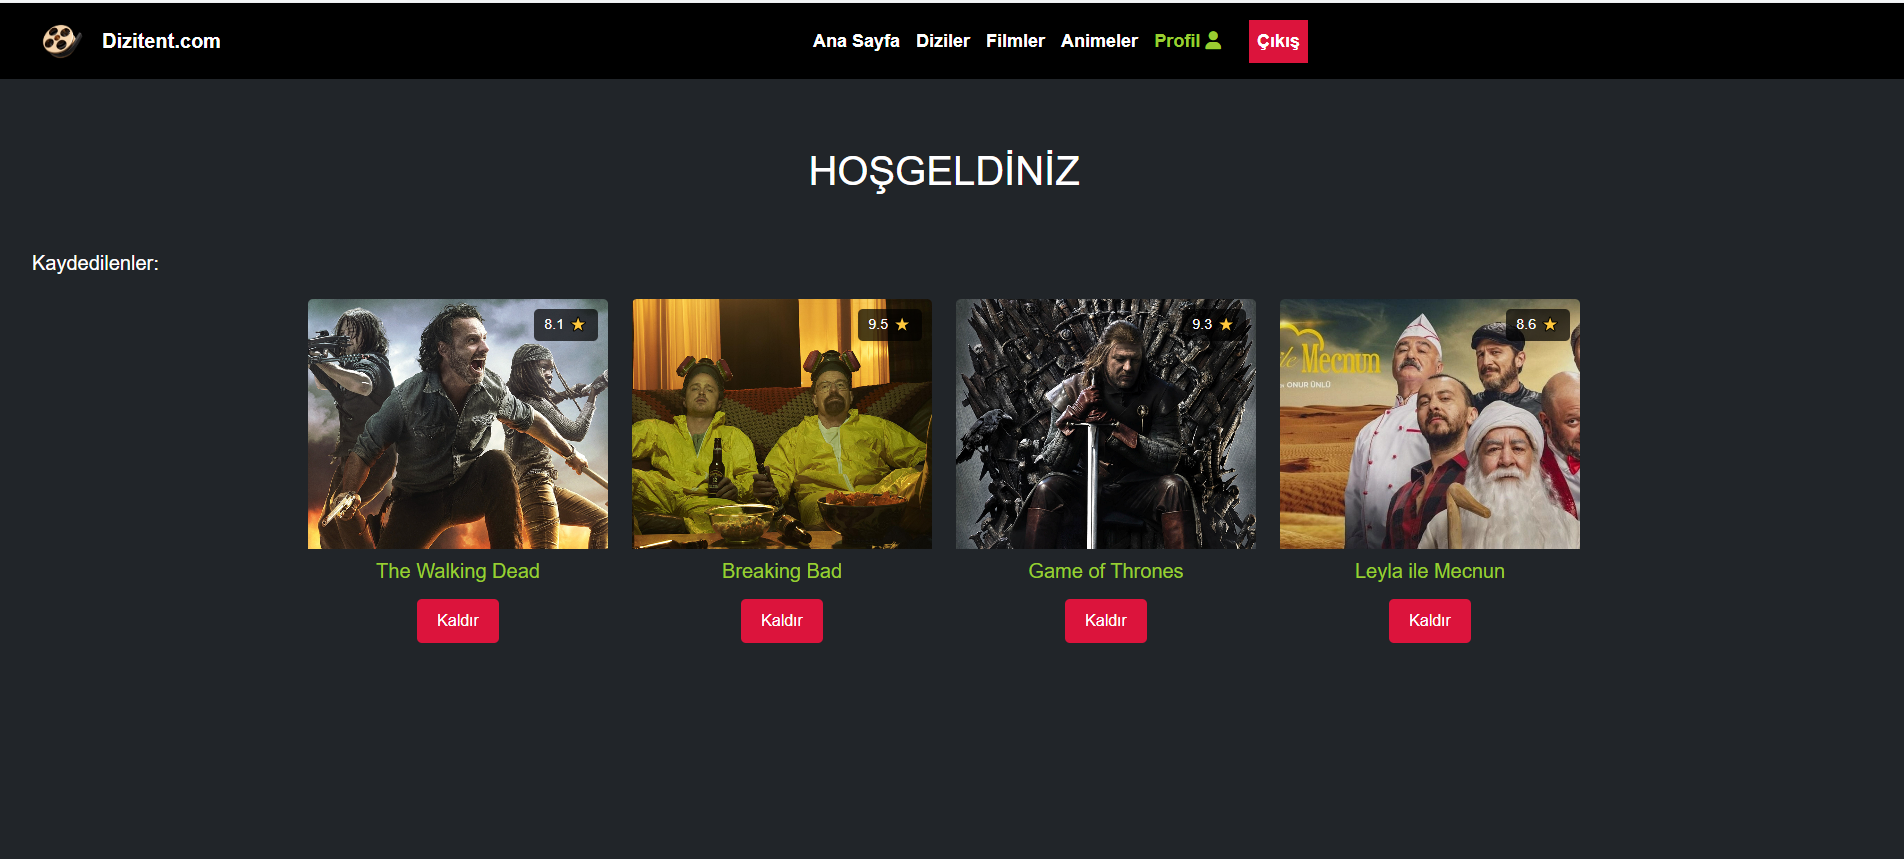 Dizitent.com
Ana Sayfa Diziler Filmler Animeler Profil Çıkış
HOŞGELDİNİZ
Kaydedilenler:
8.1
9.5
9.3
8.6
ile Mecnun
ONUR ÜNLÜ
The Walking Dead Breaking Bad Game of Thrones Leyla ile Mecnun
Kaldır Kaldır Kaldır Kaldır